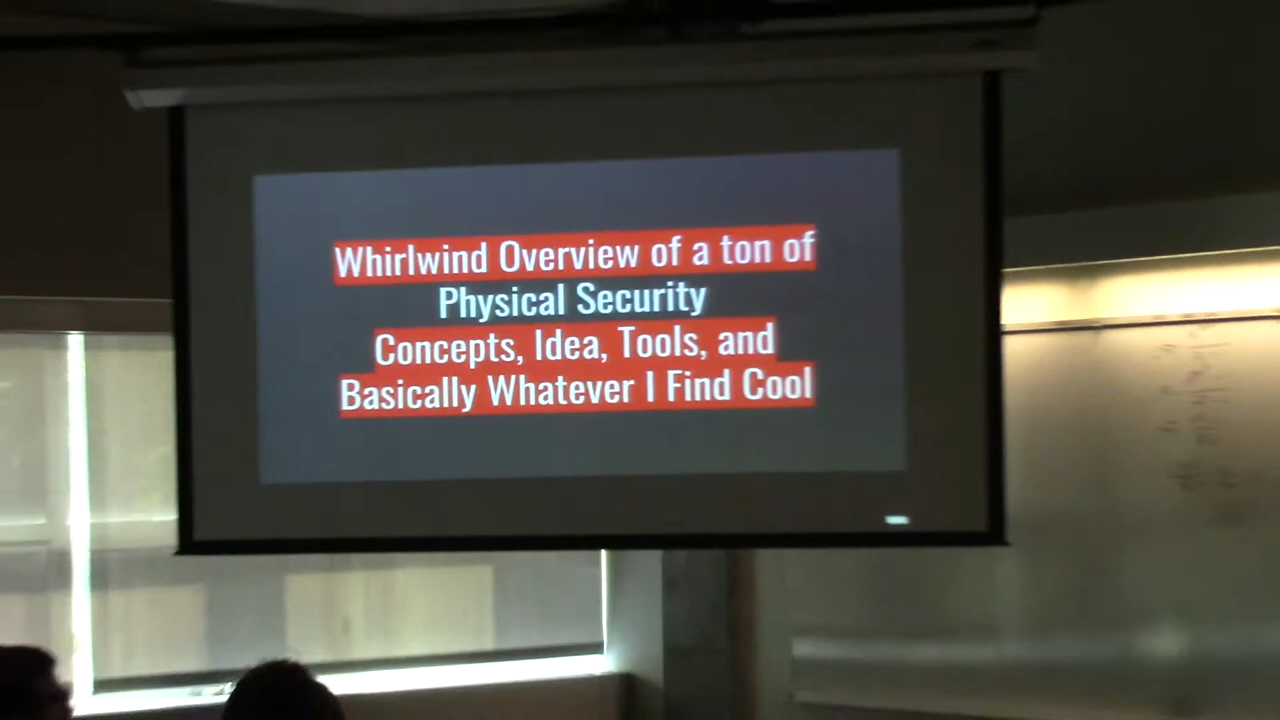 Whirlwind Overview of a ton of
Physical Security
Concepts, Idea, Tools, and
Basically Whatever I Find Cool